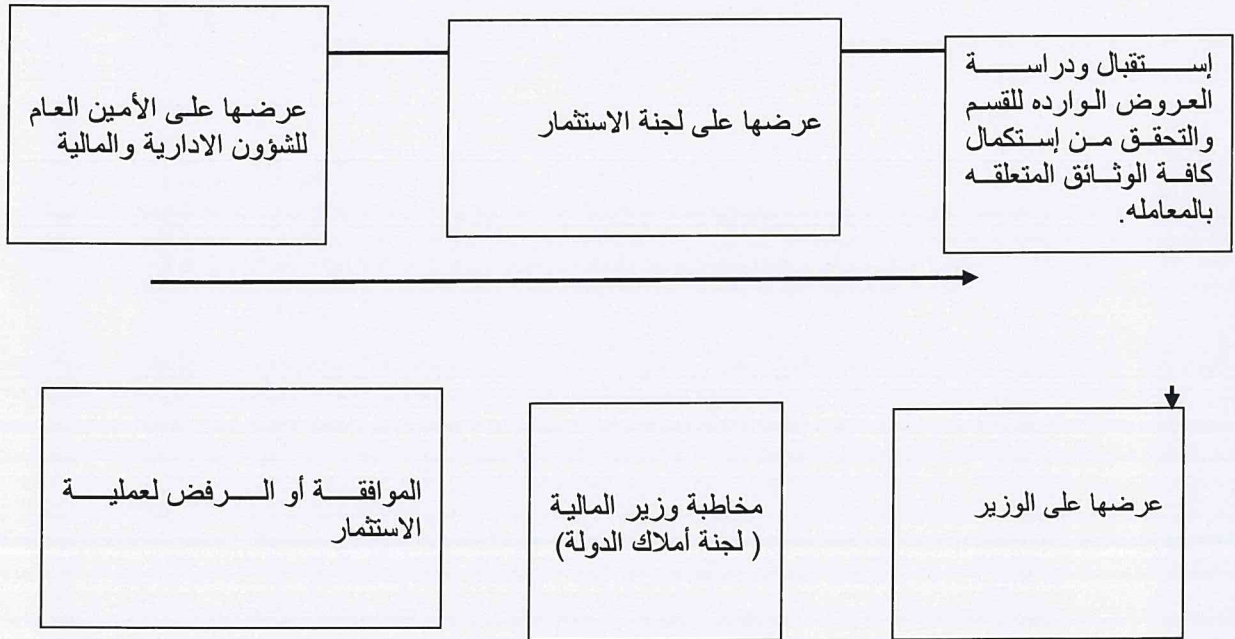 إستقبال ودراسة
العروض الوارده للقسم
والتحقق من إستكمال
كافة الوثائق المتعلقه
بالمعامله.
عرضها على لجنة الاستثمار
عرضها على الأمين العام
للشؤون الادارية والمالية
عرضها على الوزير
مخاطبة وزير المالية
( لجنة أملاك الدولة)
الموافقة أو الرفض لعملية
الاستثمار